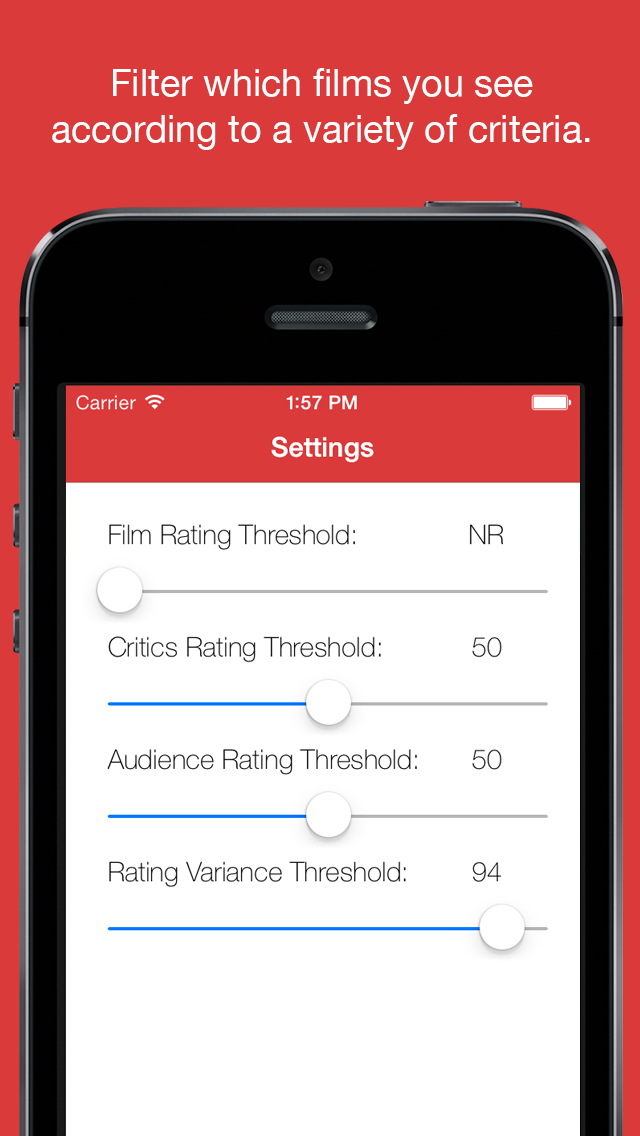 Filter which films you see
according to a variety of criteria.
Carrier 1:57 PM
Settings
Film Rating Threshold: NR
Critics Rating Threshold: 50
Audience Rating Threshold: 50
Rating Variance Threshold: 94